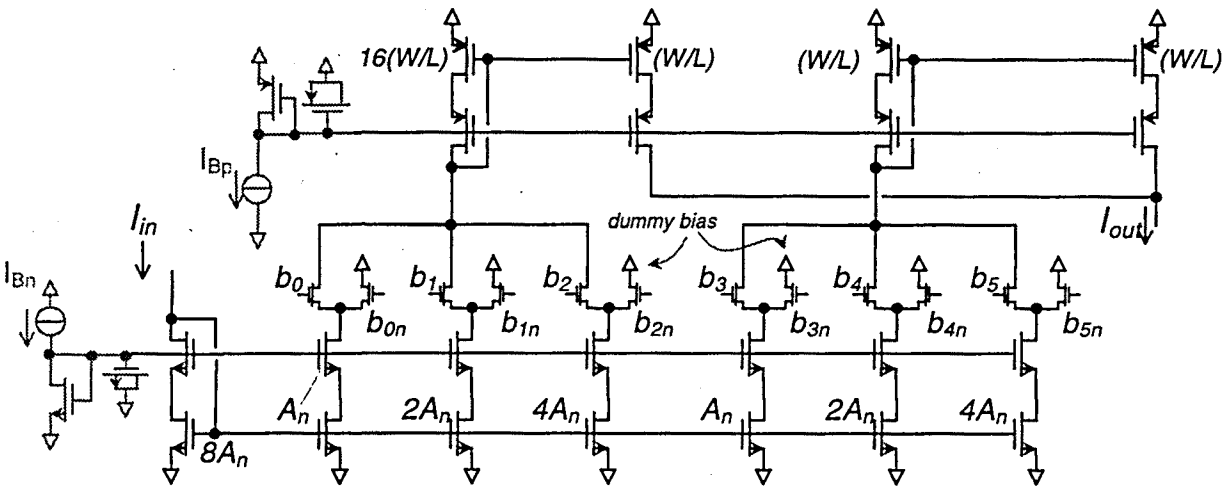 16(W/L) (W/L) (W/L) (W/L)
I_Bp
I_in
dummy bias
I_out
I_Bn
b_0 b_1 b_2 b_3 b_4 b_5
b_0n b_1n b_2n b_3n b_4n b_5n
A_n 2A_n 4A_n A_n 2A_n 4A_n
8A_n